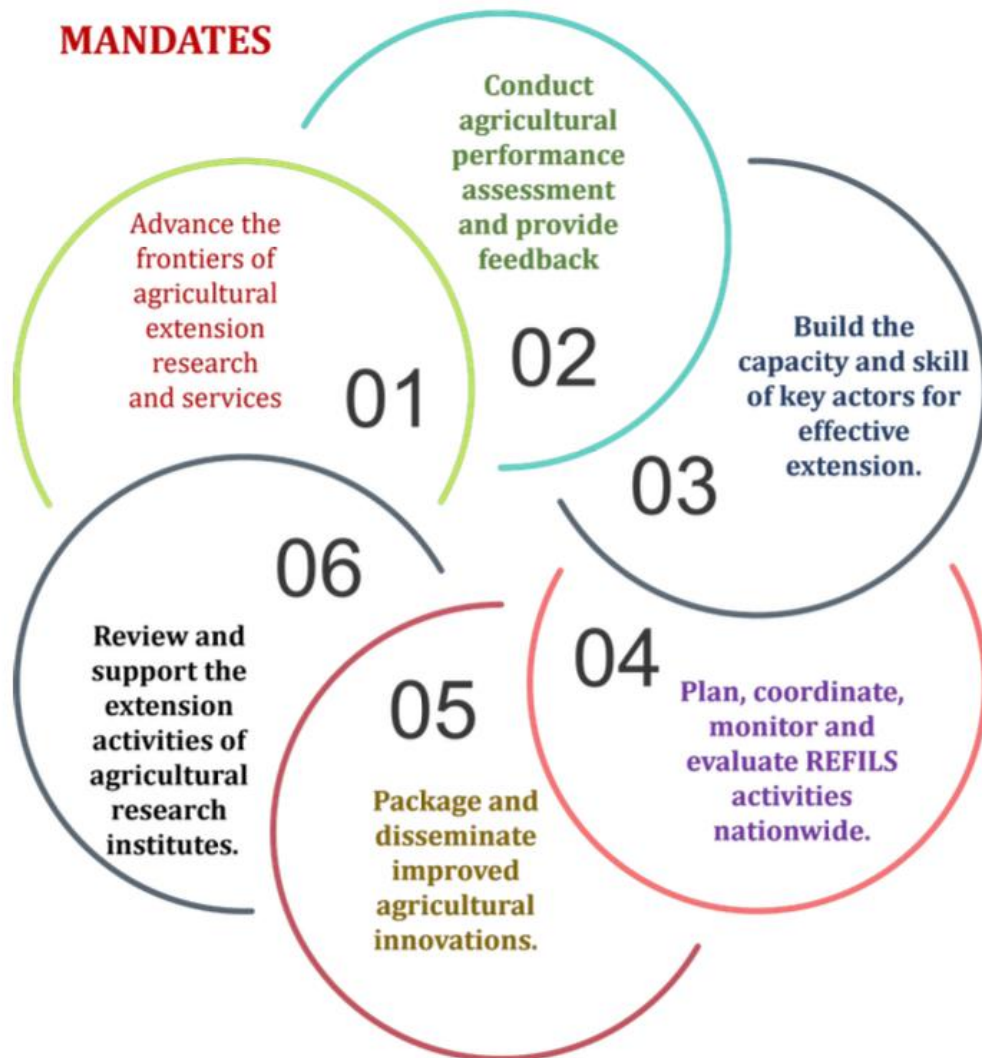 MANDATES
Advance the
frontiers of
agricultural
extension
research
and services
01
Conduct
agricultural
performance
assessment
and provide
feedback
02
Build the
capacity and skill
of key actors for
effective
extension.
03
04
Plan, coordinate,
monitor and
evaluate REFILS
activities
nationwide.
05
Package and
disseminate
improved
agricultural
innovations.
06
Review and
support the
extension
activities of
agricultural
research
institutes.